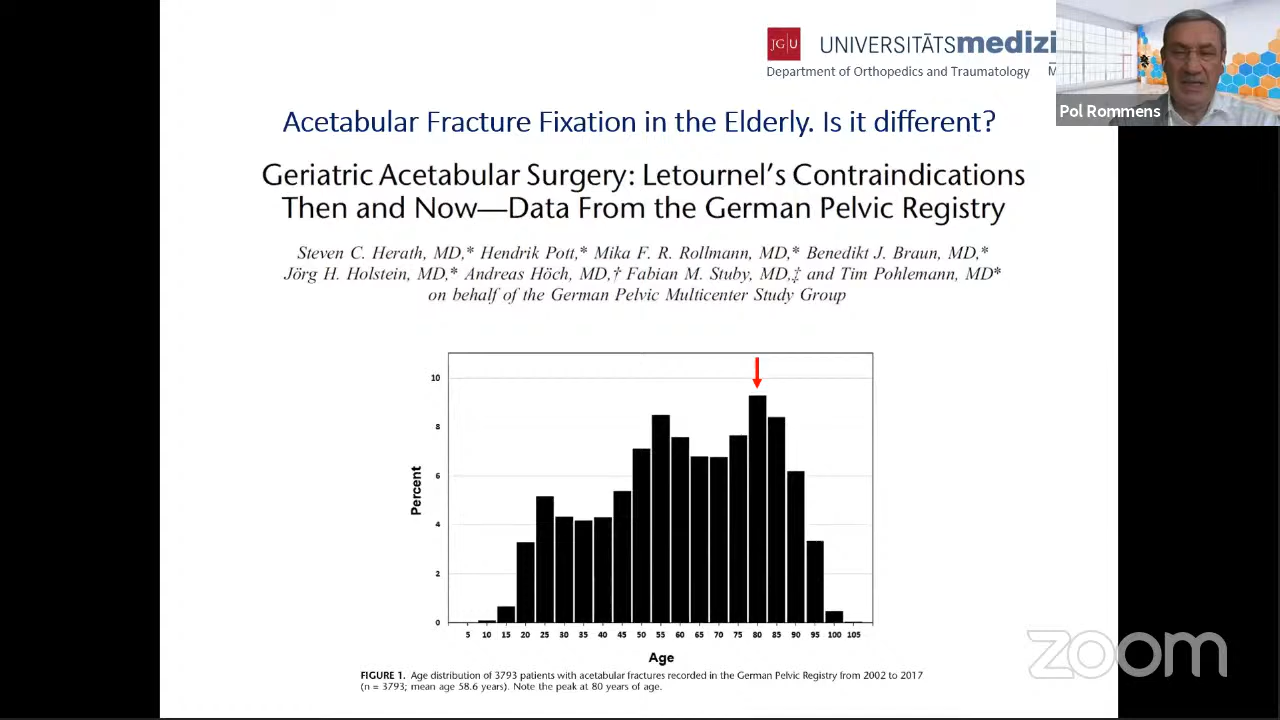 JG|U UNIVERSITÄTSmedizi
Department of Orthopedics and Traumatology M
Pol Rommens
Acetabular Fracture Fixation in the Elderly. Is it different?
Geriatric Acetabular Surgery: Letournel's Contraindications
Then and Now—Data From the German Pelvic Registry
Steven C. Herath, MD,* Hendrik Pott,* Mika F. R. Rollmann, MD,* Benedikt J. Braun, MD,*
Jörg H. Holstein, MD,* Andreas Höch, MD,† Fabian M. Stuby, MD,‡ and Tim Pohlemann, MD*
on behalf of the German Pelvic Multicenter Study Group
10
8
6
4
2
0
Percent
5 10 15 20 25 30 35 40 45 50 55 60 65 70 75 80 85 90 95 100 105
Age
FIGURE 1. Age distribution of 3793 patients with acetabular fractures recorded in the German Pelvic Registry from 2002 to 2017
(n = 3793; mean age 58.6 years). Note the peak at 80 years of age.
zoom